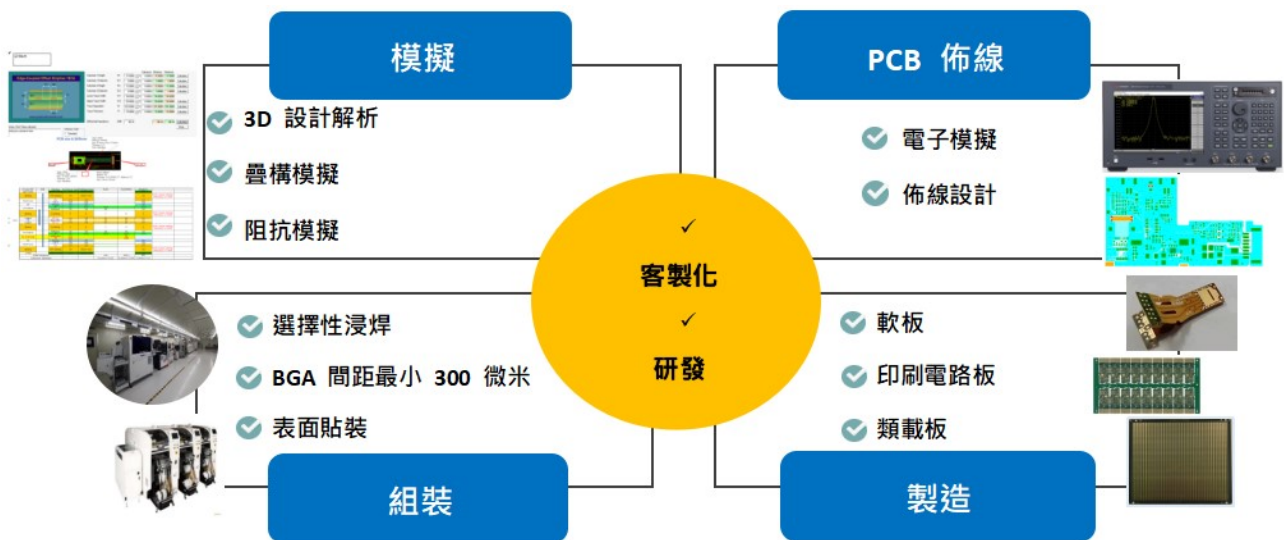 模擬
3D 設計解析
疊構模擬
阻抗模擬
PCB 佈線
電子模擬
佈線設計
客製化
研發
選擇性浸焊
BGA 間距最小 300 微米
表面貼裝
組裝
軟板
印刷電路板
類載板
製造